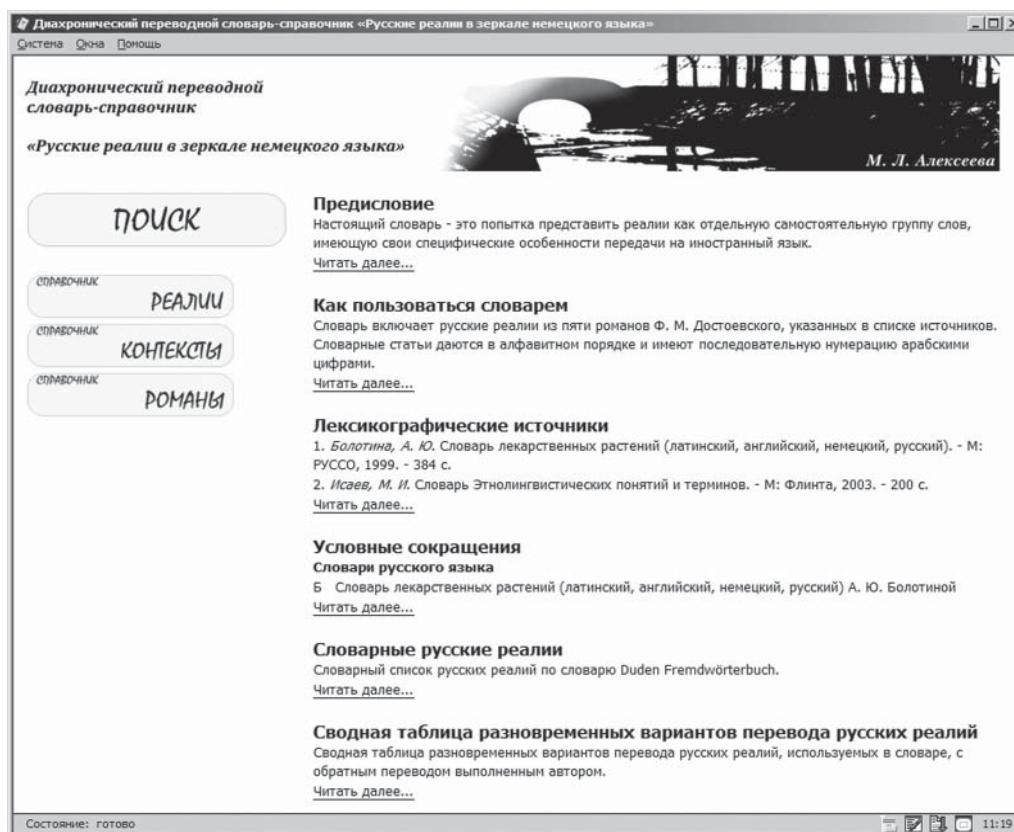 Диахронический переводной словарь-справочник «Русские реалии в зеркале немецкого языка»
Система Окна Помощь
Диахронический переводной
словарь-справочник
«Русские реалии в зеркале немецкого языка»
М. Л. Алексеева
ПОИСК
СПРАВОЧНИК
РЕАЛИИ
СПРАВОЧНИК
КОНТЕКСТЫ
СПРАВОЧНИК
РОМАНЫ
Предисловие
Настоящий словарь - это попытка представить реалии как отдельную самостоятельную группу слов,
имеющую свои специфические особенности передачи на иностранный язык.
Читать далее...
Как пользоваться словарем
Словарь включает русские реалии из пяти романов Ф. М. Достоевского, указанных в списке источников.
Словарные статьи даются в алфавитном порядке и имеют последовательную нумерацию арабскими
цифрами.
Читать далее...
Лексикографические источники
1. Болотина, А. Ю. Словарь лекарственных растений (латинский, английский, немецкий, русский). - М:
РУССО, 1999. - 384 с.
2. Исаев, М. И. Словарь Этнолингвистических понятий и терминов. - М: Флинта, 2003. - 200 с.
Читать далее...
Условные сокращения
Словари русского языка
Б Словарь лекарственных растений (латинский, английский, немецкий, русский) А. Ю. Болотиной
Читать далее...
Словарные русские реалии
Словарный список русских реалий по словарю Duden Fremdwörterbuch.
Читать далее...
Сводная таблица разновременных вариантов перевода русских реалий
Сводная таблица разновременных вариантов перевода русских реалий, используемых в словаре, с
обратным переводом выполненным автором.
Читать далее...
Состояние: готово
11:19